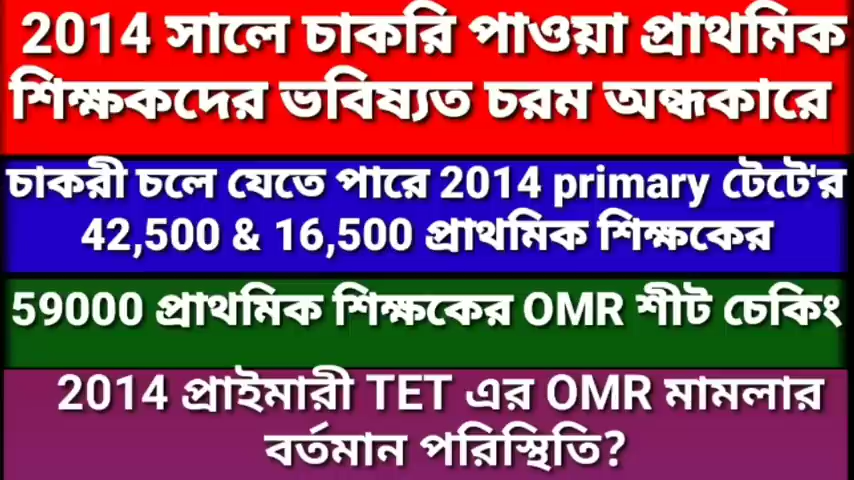 2014 সালে চাকরি পাওয়া প্রাথমিক
শিক্ষকদের ভবিষ্যত চরম অন্ধকারে
চাকরী চলে যেতে পারে 2014 primary টেটে'র
42,500 & 16,500 প্রাথমিক শিক্ষকের
59000 প্রাথমিক শিক্ষকের OMR শীট চেকিং
2014 প্রাইমারী TET এর OMR মামলার
বর্তমান পরিস্থিতি?